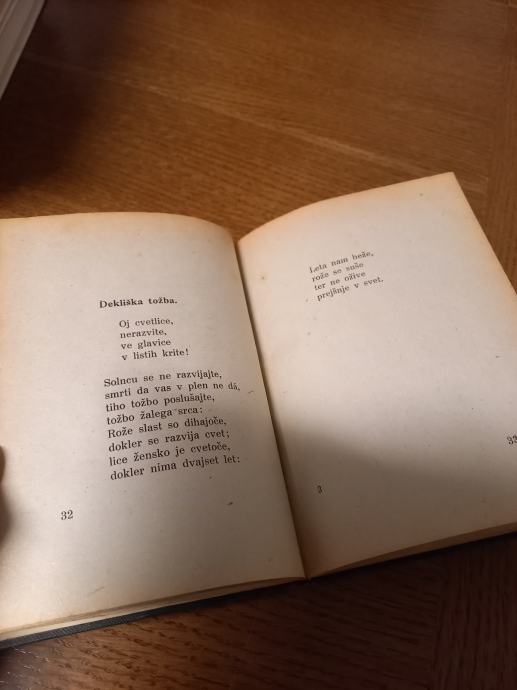 Dekliška tožba.
Oj cvetlice,
nerazvite,
ve glavice
v listih krite!
Solncu se ne razvijajte,
smrti da vas v plen ne dá,
tiho tožbo poslušajte,
tožbo žalega srca:
Rože slast so dihajoče,
dokler se razvija cvet;
lice žensko je cvetoče,
dokler nima dvajset let:
32
Leta nam beže,
rože se suše
ter ne ožive
prejšnje v svet.
3
33